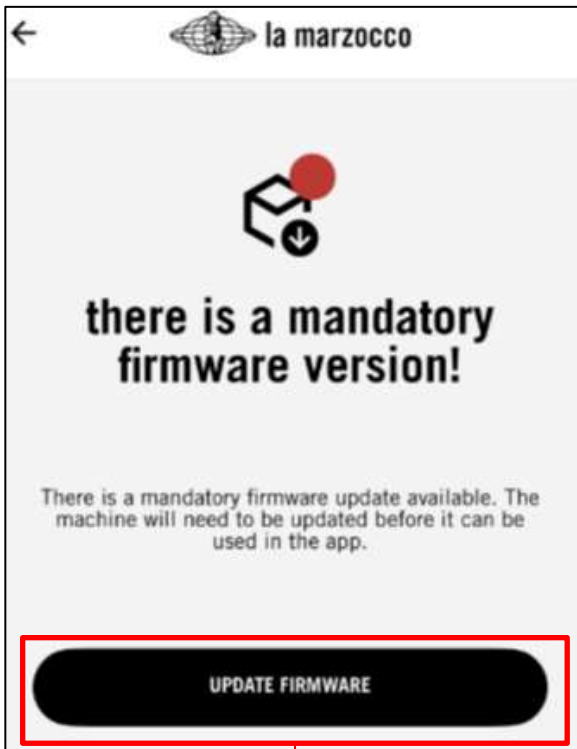 la marzocco
there is a mandatory
firmware version!
There is a mandatory firmware update available. The
machine will need to be updated before it can be
used in the app.
UPDATE FIRMWARE